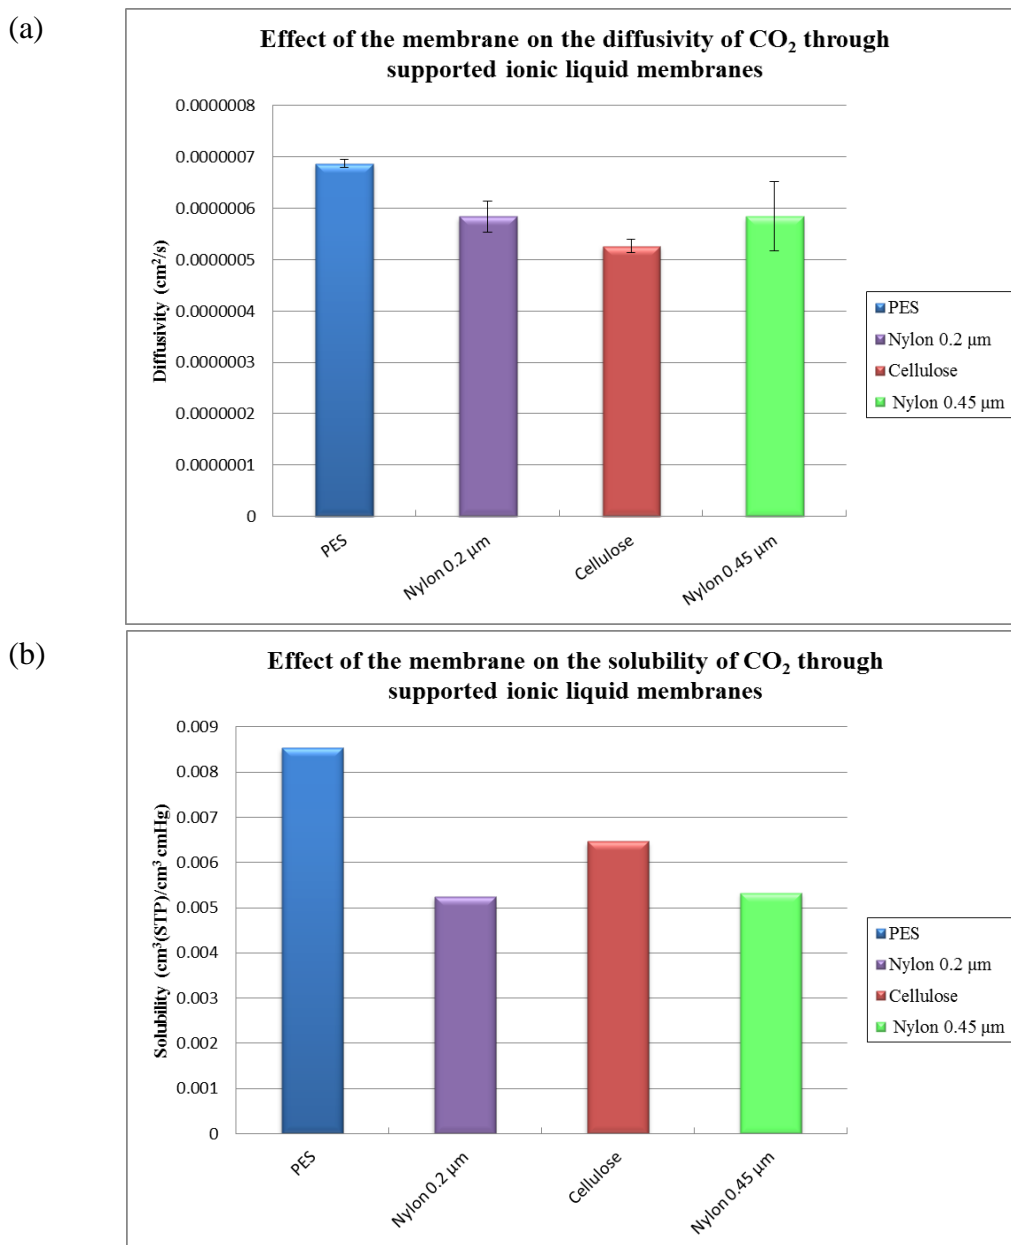 (a)
Effect of the membrane on the diffusivity of CO₂ through
supported ionic liquid membranes
Diffusivity (cm²/s)
0.0000008
0.0000007
0.0000006
0.0000005
0.0000004
0.0000003
0.0000002
0.0000001
0
PES
Nylon 0.2 μm
Cellulose
Nylon 0.45 μm
PES
Nylon 0.2 μm
Cellulose
Nylon 0.45 μm
(b)
Effect of the membrane on the solubility of CO₂ through
supported ionic liquid membranes
Solubility (cm³(STP)/cm³ cmHg)
0.009
0.008
0.007
0.006
0.005
0.004
0.003
0.002
0.001
0
PES
Nylon 0.2 μm
Cellulose
Nylon 0.45 μm
PES
Nylon 0.2 μm
Cellulose
Nylon 0.45 μm